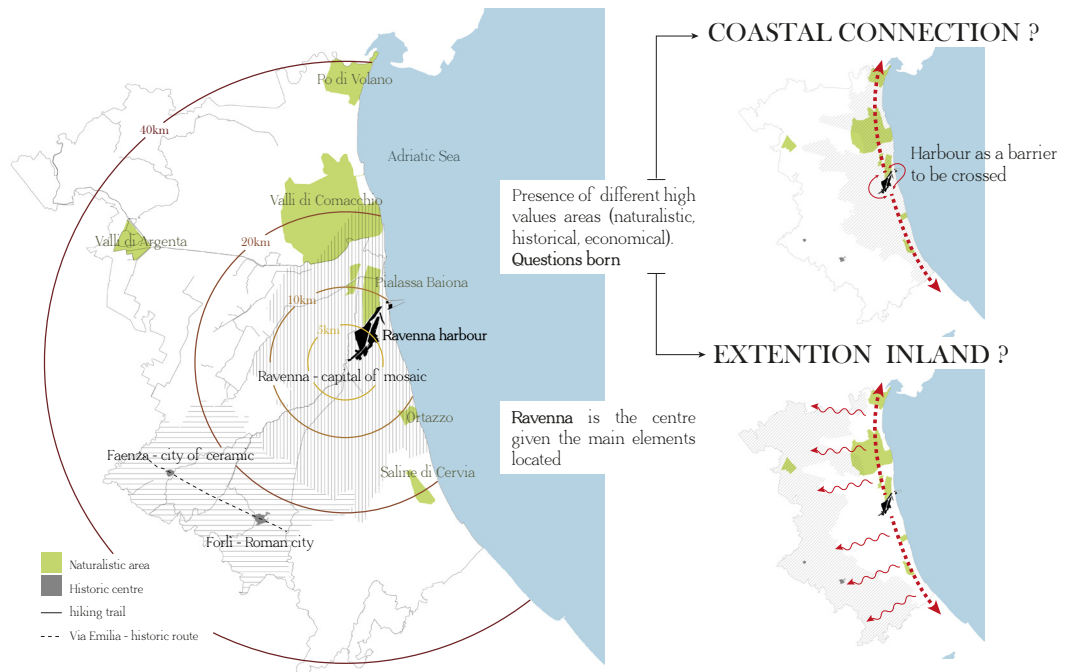 Po di Volano
40km
Adriatic Sea
Valli di Comacchio
Valli di Argenta
20km
Pialassa Baiona
10km
5km
Ravenna harbour
Ravenna - capital of mosaic
Ortazzo
Faenza - city of ceramic
Saline di Cervia
Forlì - Roman city
Naturalistic area
Historic centre
hiking trail
Via Emilia - historic route
Presence of different high
values areas (naturalistic,
historical, economical).
Questions born
Ravenna is the centre
given the main elements
located
COASTAL CONNECTION ?
Harbour as a barrier
to be crossed
EXTENTION INLAND ?